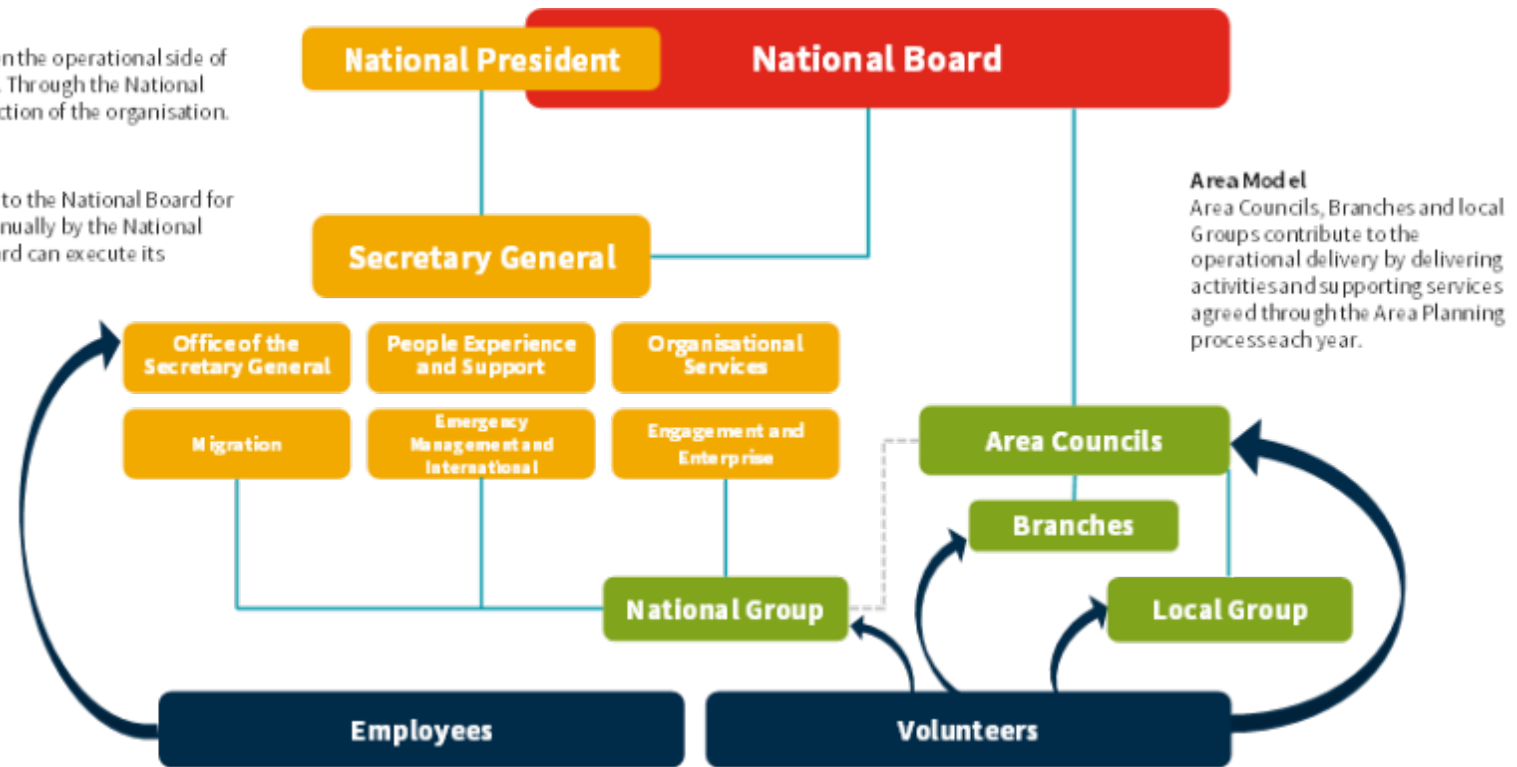 National President
National Board
n the operational side of
. Through the National
ction of the organisation.
to the National Board for
nnually by the National
ard can execute its
Area Model
Area Councils, Branches and local
Groups contribute to the
operational delivery by delivering
activities and supporting services
agreed through the Area Planning
process each year.
Secretary General
Office of the
Secretary General
People Experience
and Support
Organisational
Services
Migration
Emergency
Management and
International
Engagement and
Enterprise
Area Councils
Branches
National Group
Local Group
Employees
Volunteers